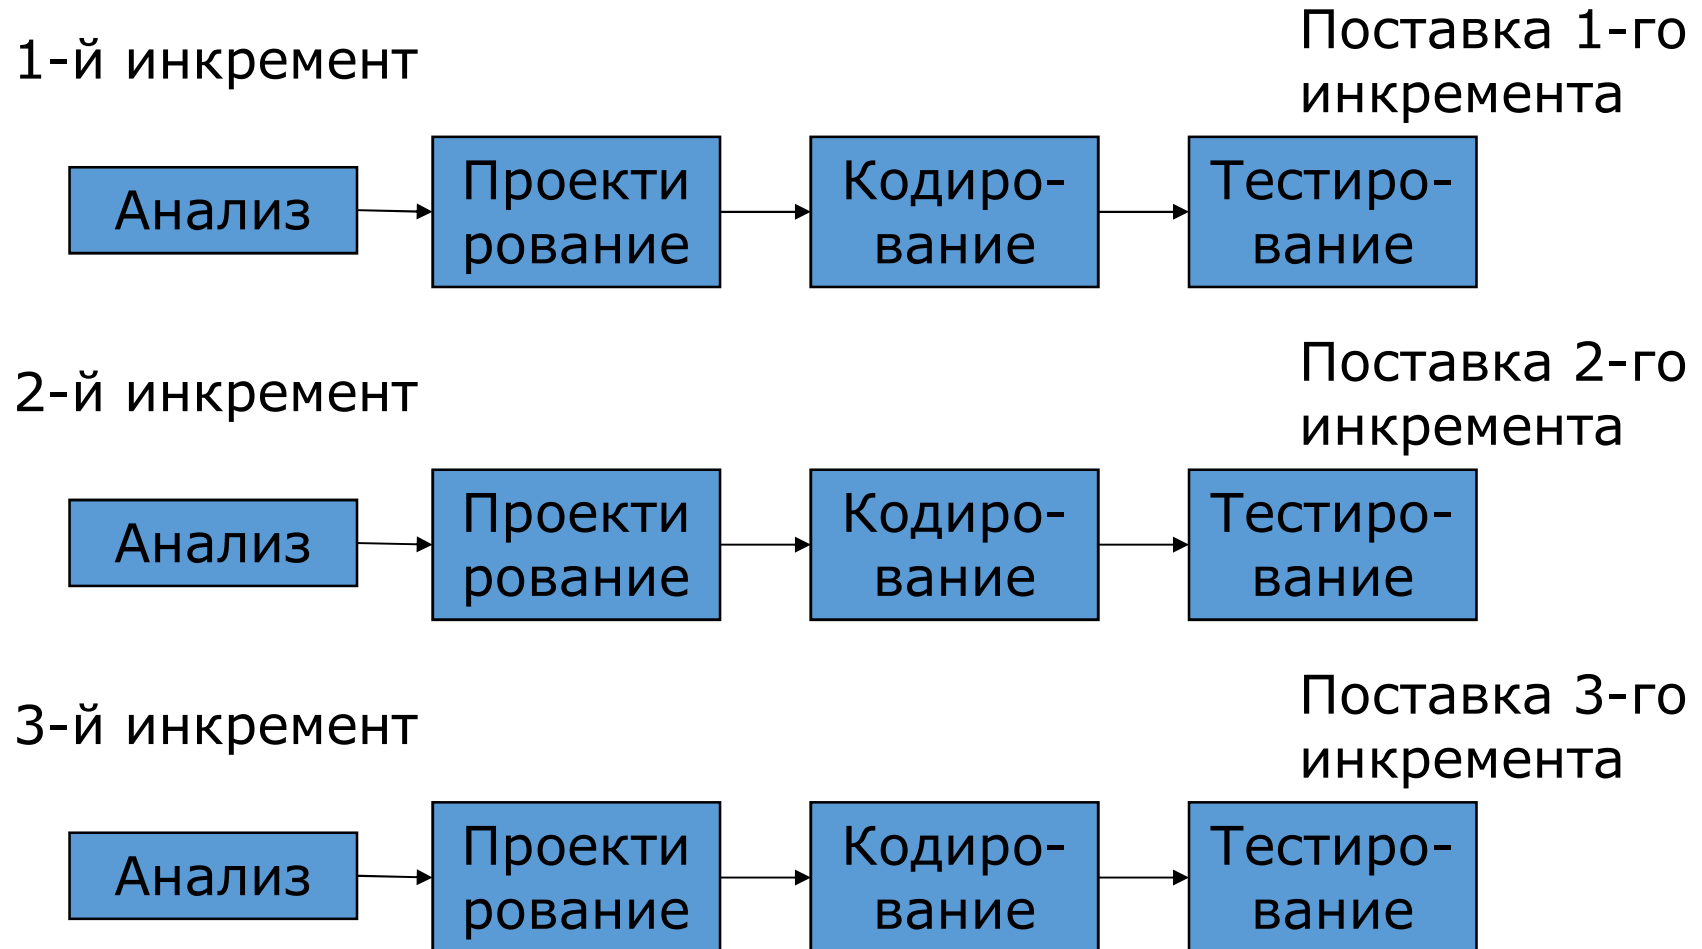 1-й инкремент
Поставка 1-го
инкремента
Анализ
Проекти
рование
Кодиро-
вание
Тестиро-
вание
2-й инкремент
Поставка 2-го
инкремента
Анализ
Проекти
рование
Кодиро-
вание
Тестиро-
вание
3-й инкремент
Поставка 3-го
инкремента
Анализ
Проекти
рование
Кодиро-
вание
Тестиро-
вание